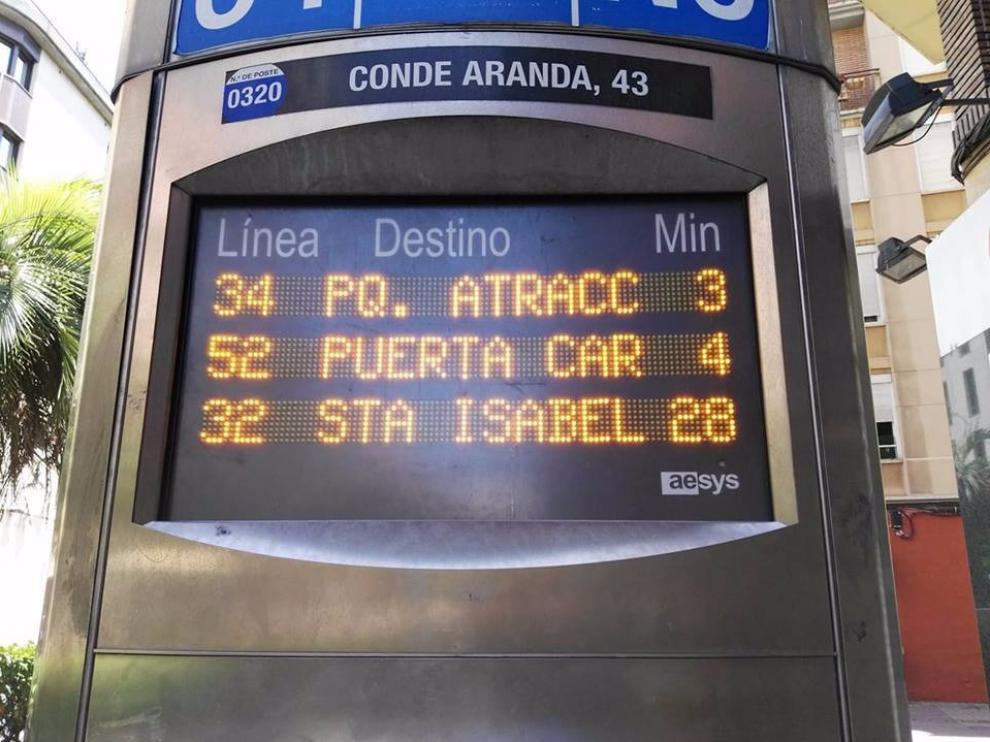 N.º DE POSTE
0320
CONDE ARANDA, 43
Línea Destino Min
34 PQ. ATRACC 3
52 PUERTA CAR 4
32 STA ISABEL 28
aesys